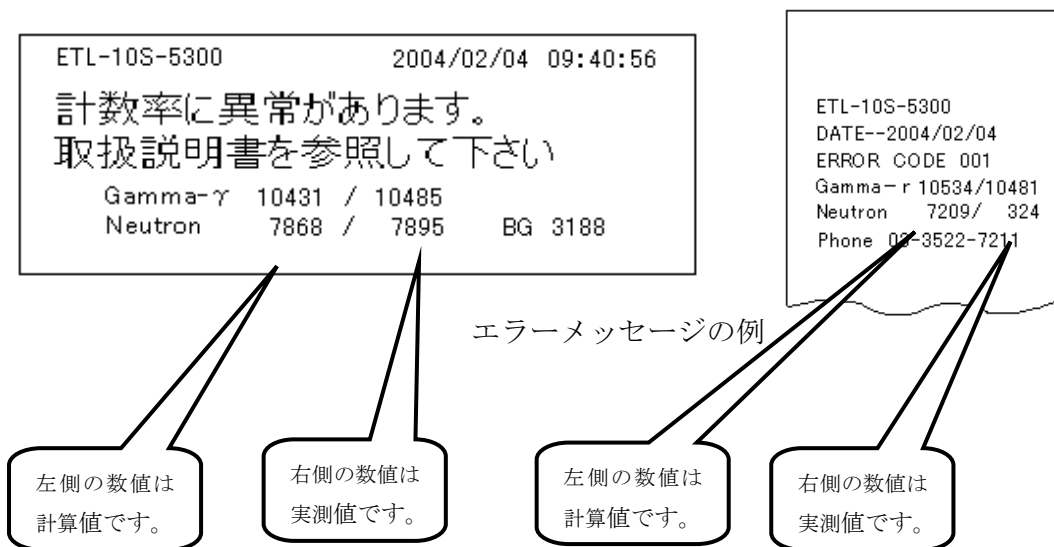 ETL-10S-5300 2004/02/04 09:40:56
計数率に異常があります。
取扱説明書を参照して下さい
Gamma-γ 10431 / 10485
Neutron 7868 / 7895 BG 3188
ETL-10S-5300
DATE--2004/02/04
ERROR CODE 001
Gamma－r 10534/10481
Neutron 7209/ 324
Phone 03-3522-7211
エラーメッセージの例
左側の数値は
計算値です。
右側の数値は
実測値です。
左側の数値は
計算値です。
右側の数値は
実測値です。